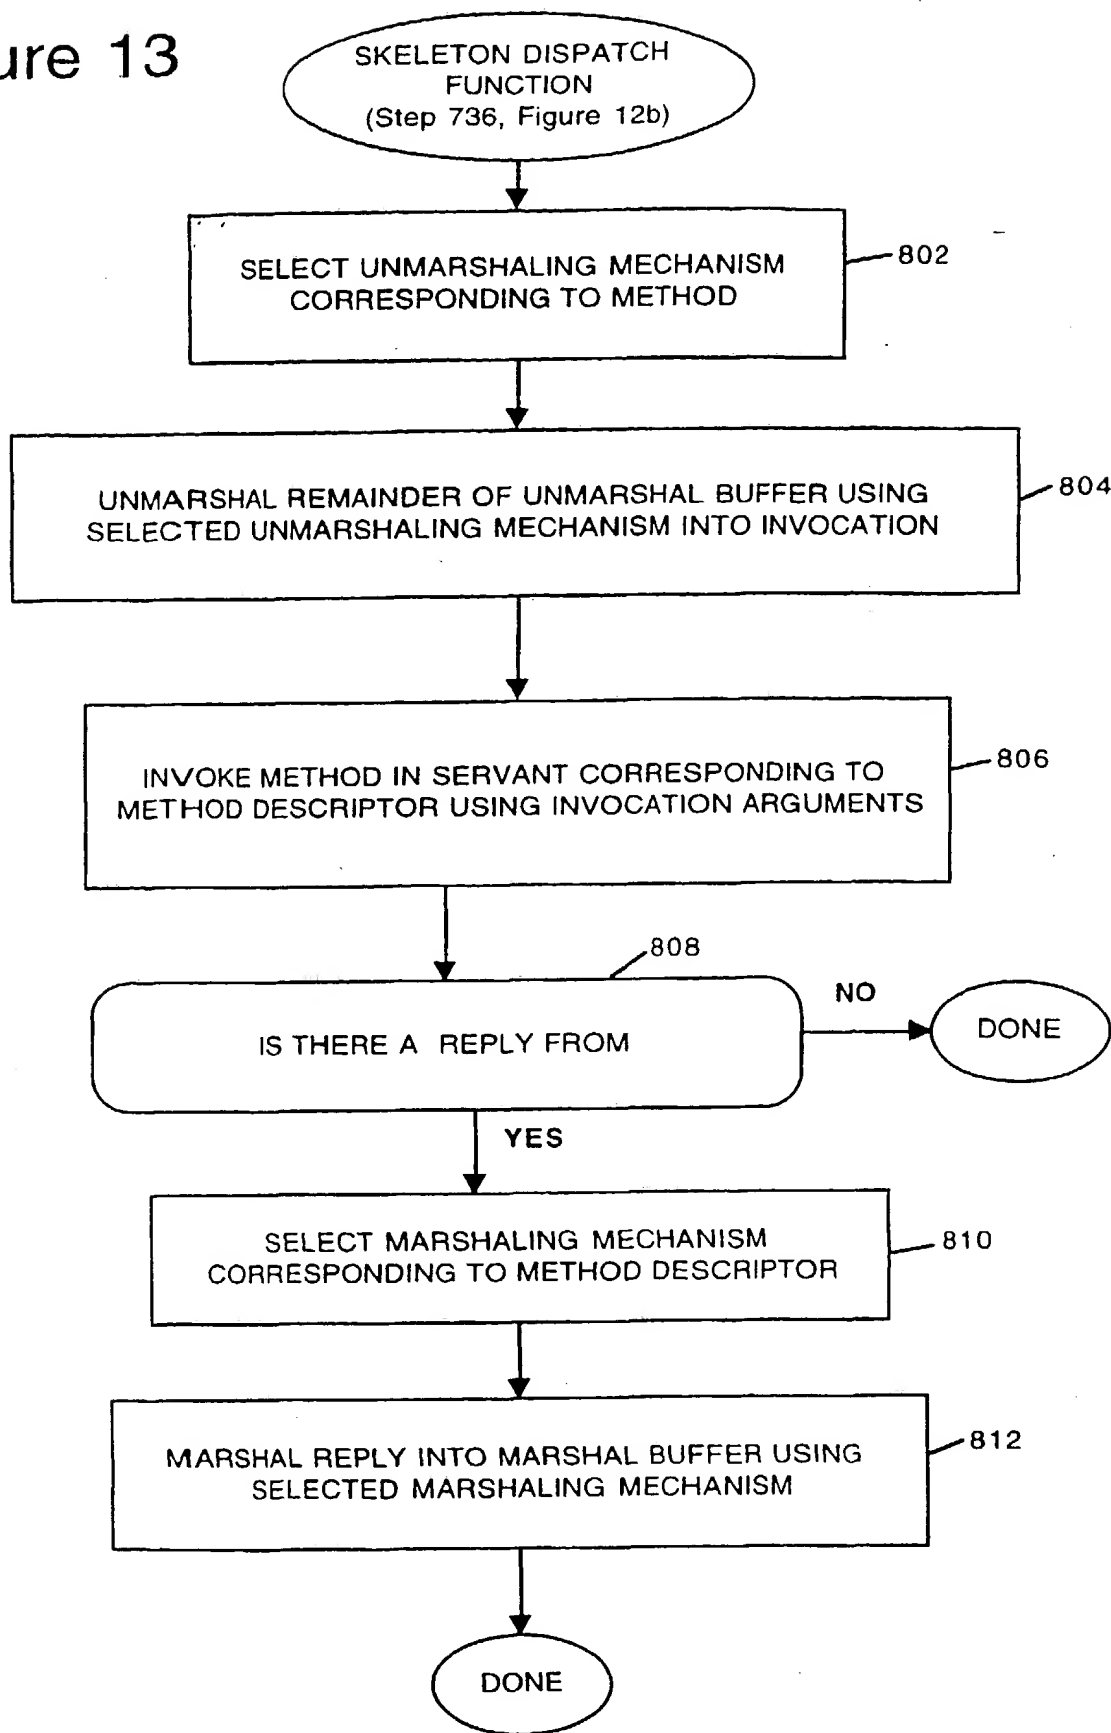 ure 13
SKELETON DISPATCH
FUNCTION
(Step 736, Figure 12b)
SELECT UNMARSHALING MECHANISM
CORRESPONDING TO METHOD
802
UNMARSHAL REMAINDER OF UNMARSHAL BUFFER USING
SELECTED UNMARSHALING MECHANISM INTO INVOCATION
804
INVOKE METHOD IN SERVANT CORRESPONDING TO
METHOD DESCRIPTOR USING INVOCATION ARGUMENTS
806
808
IS THERE A REPLY FROM
NO
DONE
YES
SELECT MARSHALING MECHANISM
CORRESPONDING TO METHOD DESCRIPTOR
810
MARSHAL REPLY INTO MARSHAL BUFFER USING
SELECTED MARSHALING MECHANISM
812
DONE